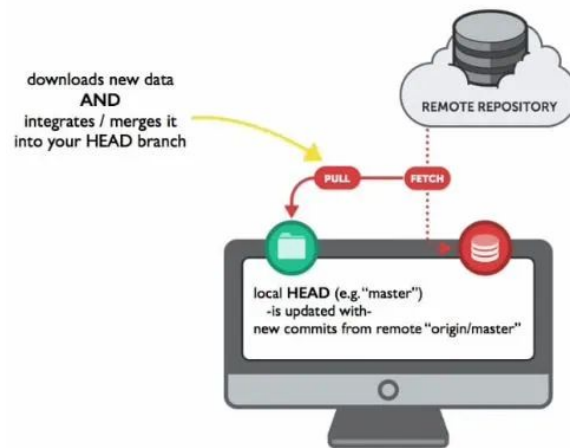 downloads new data
AND
integrates / merges it
into your HEAD branch
REMOTE REPOSITORY
PULL
FETCH
local HEAD (e.g. "master")
-is updated with-
new commits from remote "origin/master"